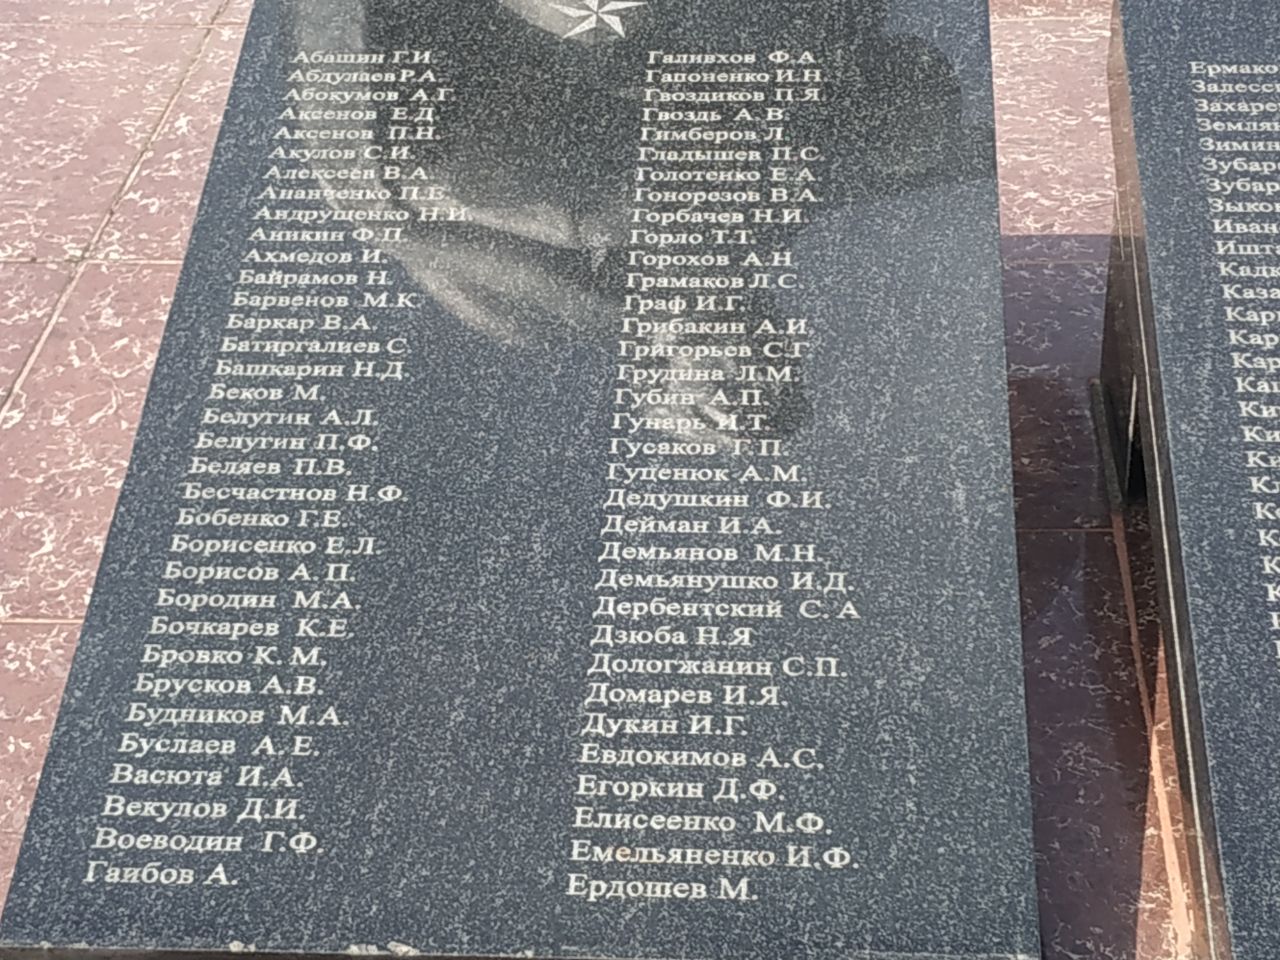 Абашин Г.И.
Абдулаев Р.А.
Абокумов А.Г.
Аксенов Е.Д
Аксенов П.Н.
Акулов С.И.
Алексеев В.А
Ананченко П.Е
Андрущенко Н.И.
Аникин Ф.П.
Ахмедов И.
Байрамов Н.
Барвенов М.К
Баркар В.А.
Батиргалиев С.
Башкарин Н.Д.
Беков М.
Белугин А.Л.
Белугин П.Ф.
Беляев П.В.
Бесчастнов Н.Ф.
Бобенко Г.Е.
Борисенко Е.Л.
Борисов А. П.
Бородин М.А.
Бочкарев К.Е.
Бровко К. М.
Брусков А.В.
Будников М.А.
Буслаев А. Е.
Васюта И.А.
Векулов Д.И.
Воеводин Г.Ф.
Гаибов А.
Галивхов Ф.А
Гапоненко И.Н.
Гвоздиков П.Я.
Гвоздь А. В.
Гимберов Л.
Гладышев П.С.
Голотенко Е.А
Гонорезов В.А
Горбачев Н.И.
Горло Т.Т.
Горохов А.Н
Грамаков Л.С.
Граф И.Г.
Грибакин А.И.
Григорьев С.Г
Грудина Л.М.
Губин А.П.
Гунарь И.Т.
Гусаков Г.П.
Гуценюк А.М.
Дедушкин Ф.И.
Дейман И.А.
Демьянов М.Н.
Демьянушко И.Д.
Дербентский С. А
Дзюба Н.Я
Дологжанин С.П.
Домарев И.Я.
Дукин И.Г.
Евдокимов А.С.
Егоркин Д.Ф.
Елисеенко М.Ф.
Емельяненко И.Ф.
Ердошев М.